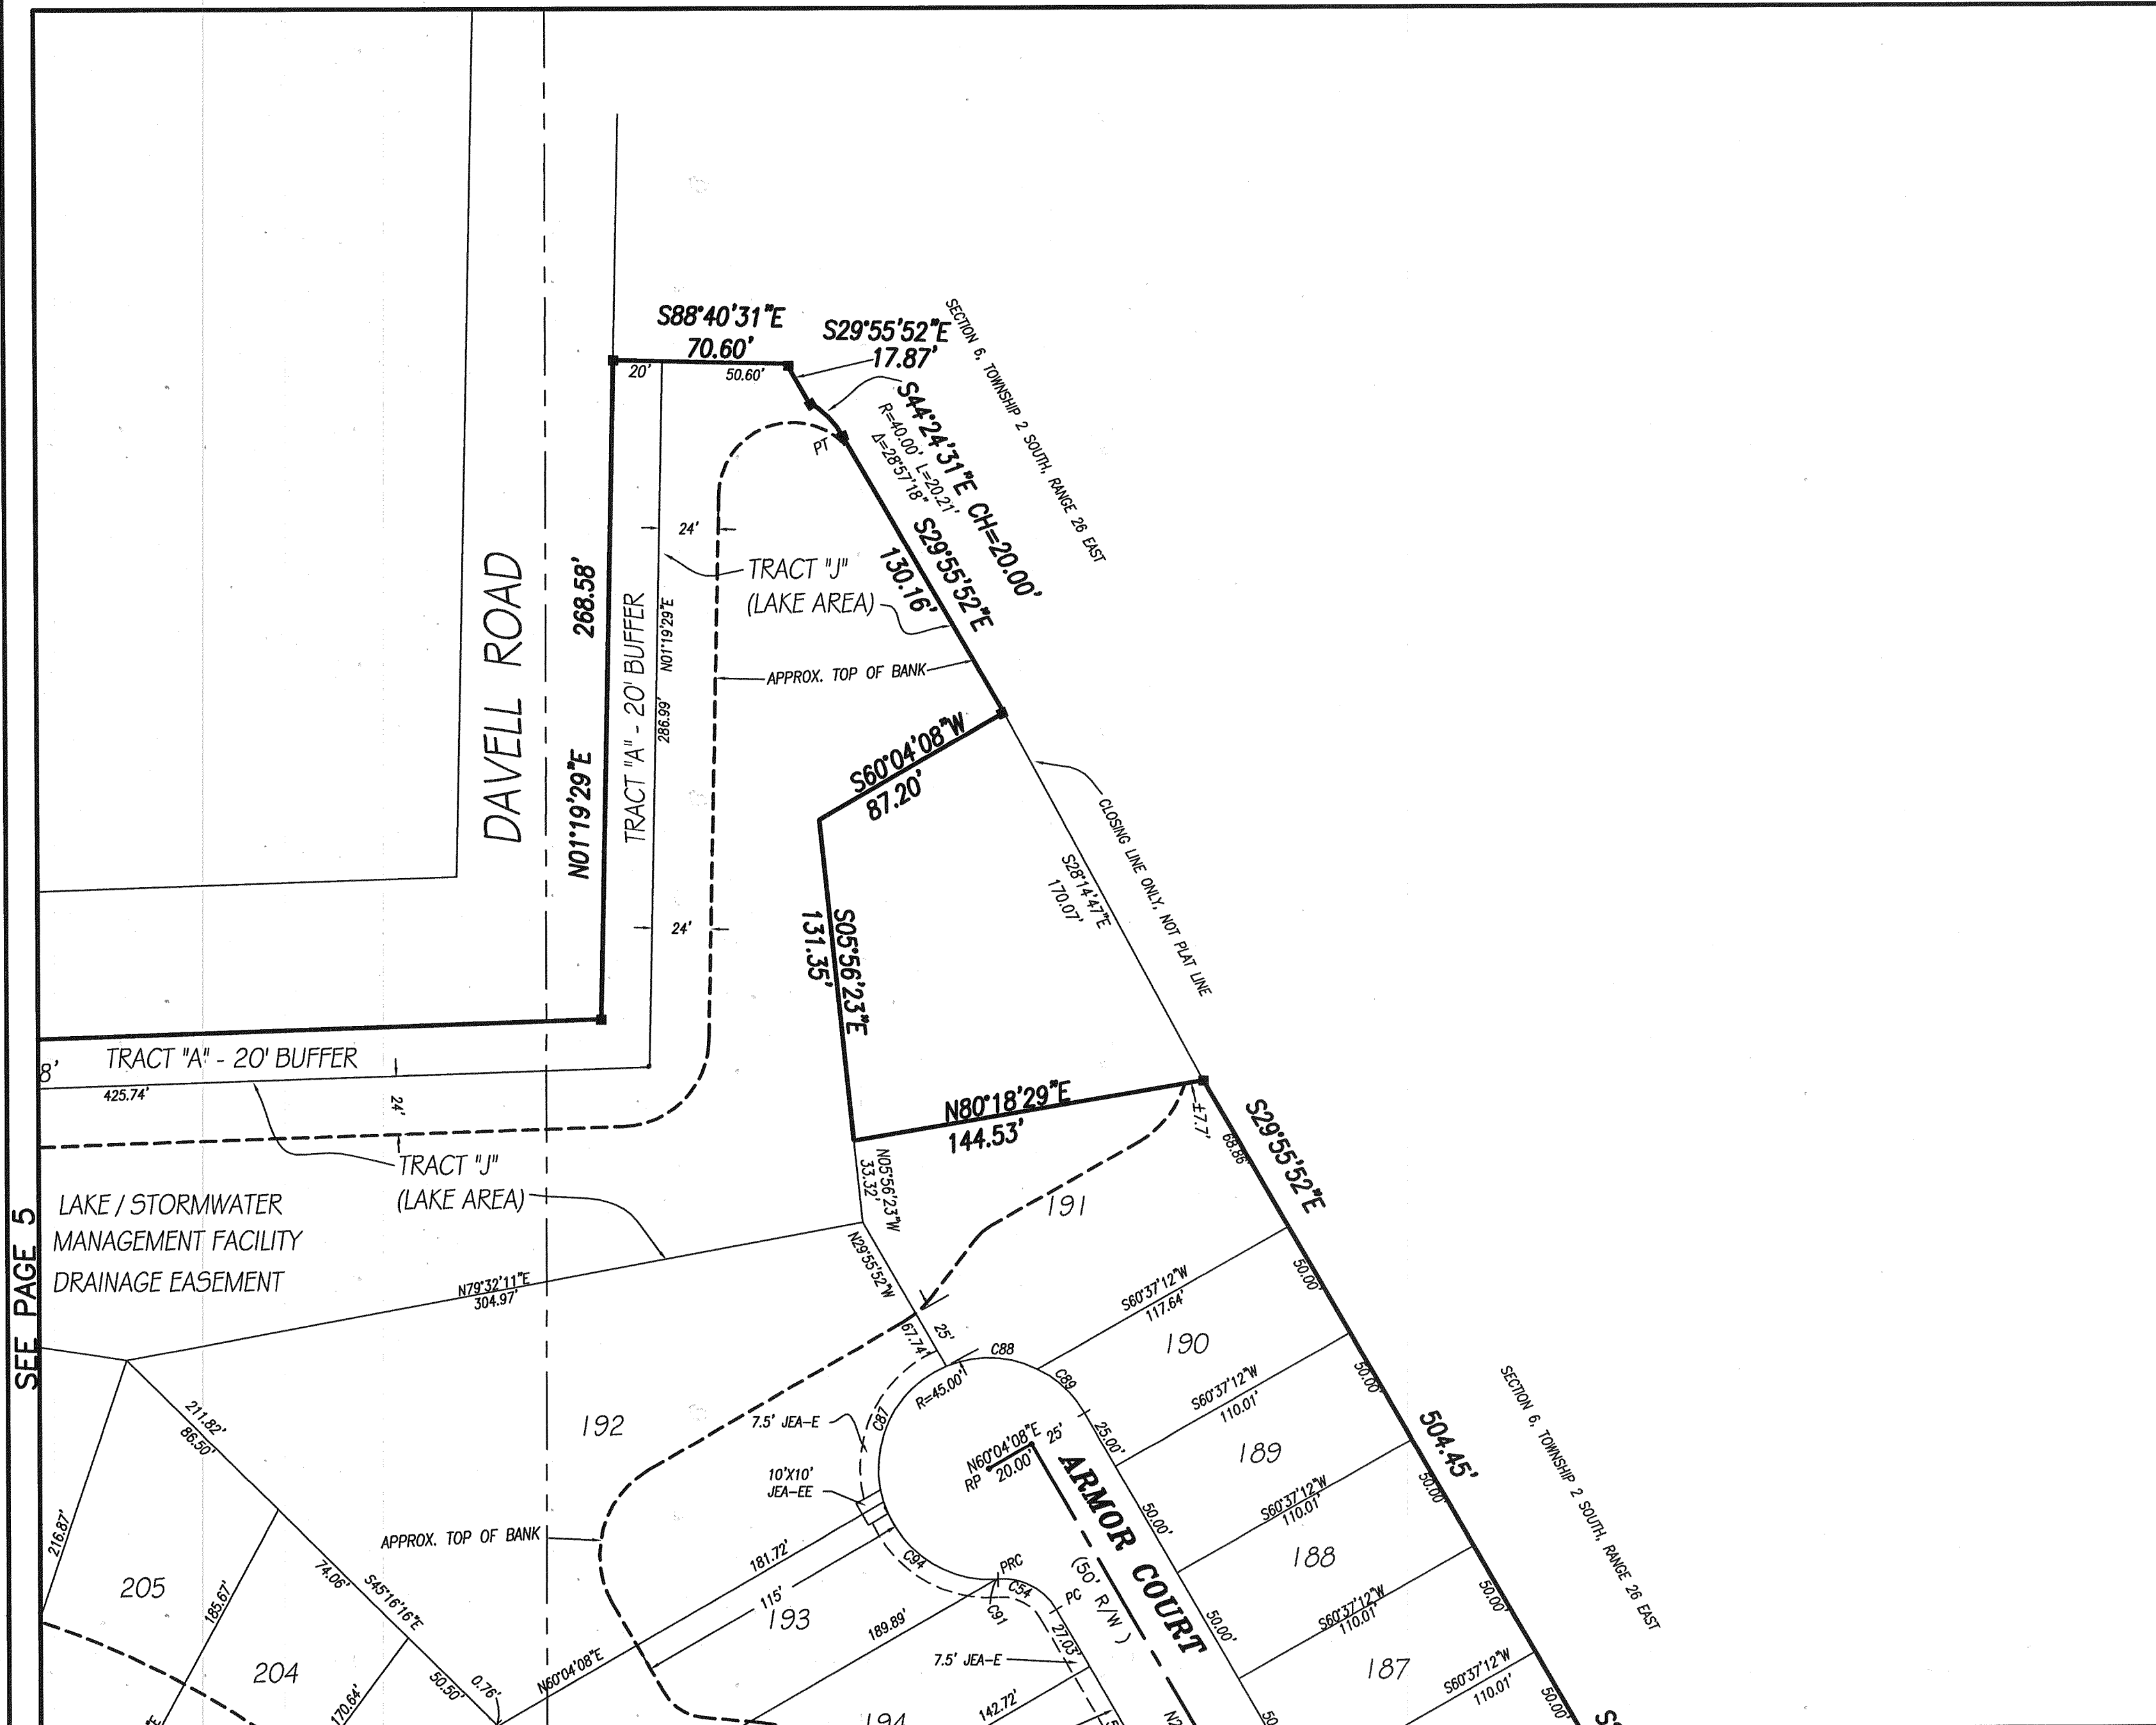 S88°40'31"E
70.60'
20'
50.60'
S29°55'52"E
17.87'
SECTION 6, TOWNSHIP 2 SOUTH, RANGE 26 EAST
S44°24'31"E CH=20.00'
R=40.00' L=20.21'
Δ=28°57'18"
PT
S29°55'52"E
130.16'
24'
TRACT "J"
(LAKE AREA)
APPROX. TOP OF BANK
DAVELL ROAD
N01°19'29"E 268.58'
TRACT "A" - 20' BUFFER
286.99' N01°19'29"E
24'
S60°04'08"W
87.20'
S05°56'23"E
131.35'
CLOSING LINE ONLY, NOT PLAT LINE
S28°14'47"E
170.07'
N80°18'29"E
144.53'
±7.7'
68.86'
S29°55'52"E
504.45'
8'
TRACT "A" - 20' BUFFER
425.74'
24'
TRACT "J"
(LAKE AREA)
LAKE / STORMWATER
MANAGEMENT FACILITY
DRAINAGE EASEMENT
SEE PAGE 5
N79°32'11"E
304.97'
N05°56'23"W
33.32'
N29°55'52"W
67.74'
25'
191
50.00'
S60°37'12"W
117.64'
190
50.00'
S60°37'12"W
110.01'
189
50.00'
S60°37'12"W
110.01'
188
50.00'
S60°37'12"W
110.01'
187
50.00'
S60°37'12"W
110.01'
SECTION 6, TOWNSHIP 2 SOUTH, RANGE 26 EAST
C88
C89
R=45.00'
C87
7.5' JEA-E
10'X10'
JEA-EE
N60°04'08"E
20.00'
25'
RP
25.00'
50.00'
50.00'
ARMOR COURT
(50' R/W)
192
211.82'
86.50'
216.87'
205
185.67'
74.06'
S45°16'16"E
204
170.64'
50.50'
0.76'
APPROX. TOP OF BANK
181.72'
N60°04'08"E
115'
193
189.89'
C94
PRC
C54
C91
PC
27.03'
7.5' JEA-E
142.72'
194